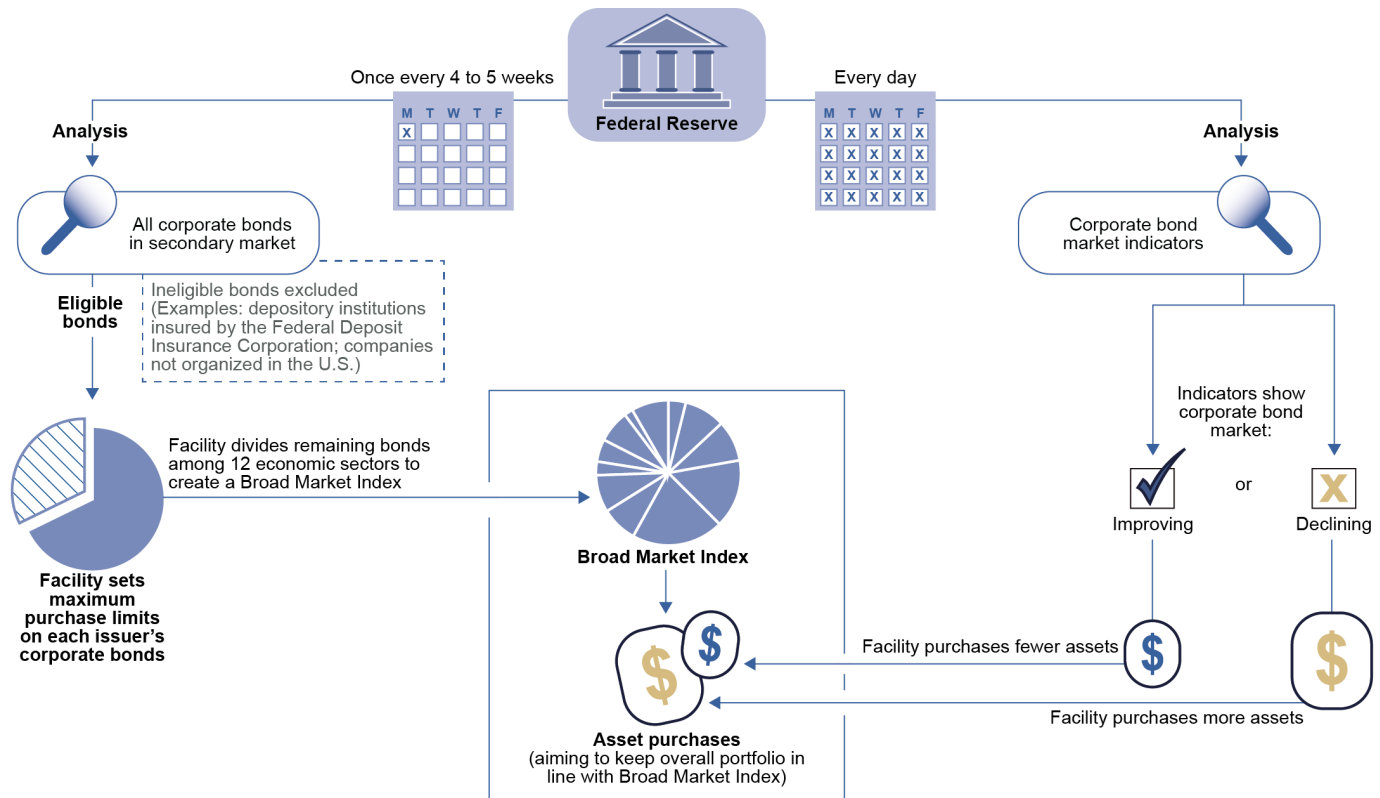 Federal Reserve
Once every 4 to 5 weeks
M T W T F
X
Every day
M T W T F
X X X X X
X X X X X
X X X X X
X X X X X
Analysis
All corporate bonds
in secondary market
Eligible
bonds
Ineligible bonds excluded
(Examples: depository institutions
insured by the Federal Deposit
Insurance Corporation; companies
not organized in the U.S.)
Facility sets
maximum
purchase limits
on each issuer’s
corporate bonds
Facility divides remaining bonds
among 12 economic sectors to
create a Broad Market Index
Broad Market Index
$
$
Asset purchases
(aiming to keep overall portfolio in
line with Broad Market Index)
Analysis
Corporate bond
market indicators
Indicators show
corporate bond
market:
or
X
Improving
Declining
$
$
Facility purchases fewer assets
Facility purchases more assets